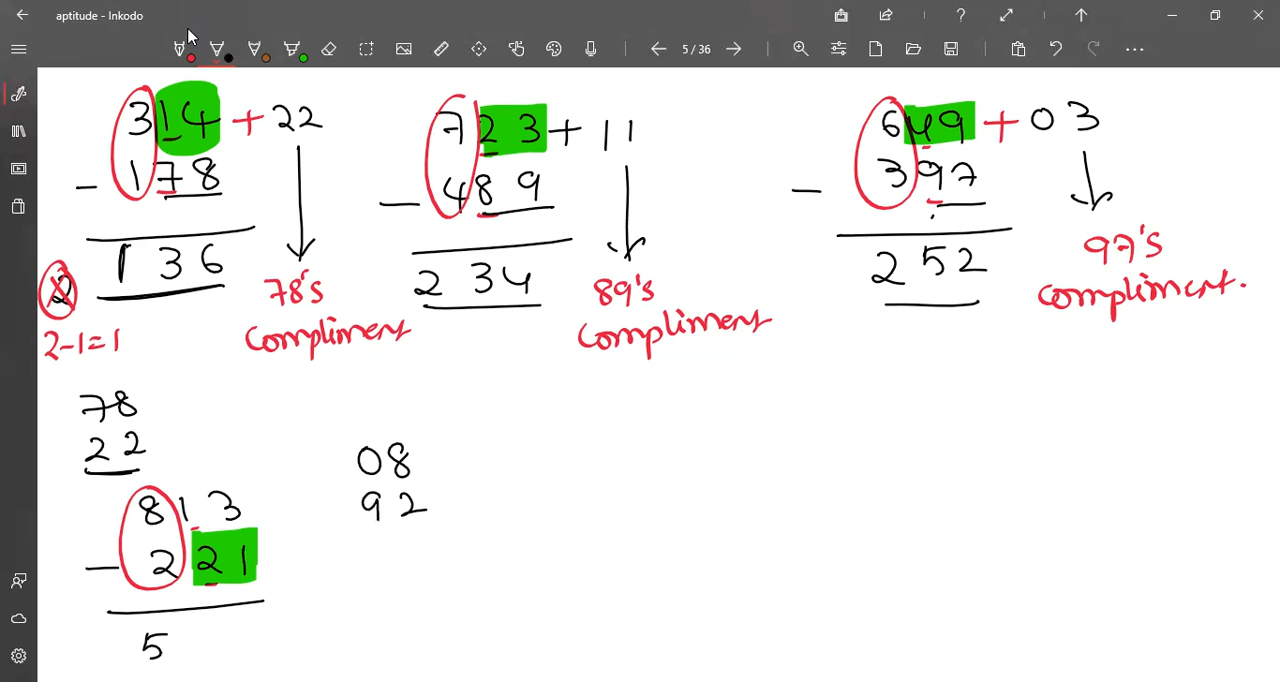 aptitude - Inkodo
5 / 36
314 + 22
- 178
136
2
2-1=1
78's
compliment
723 + 11
- 489
234
89's
compliment
649 + 03
- 397
252
97's
compliment.
78
22
813
- 221
5
08
92